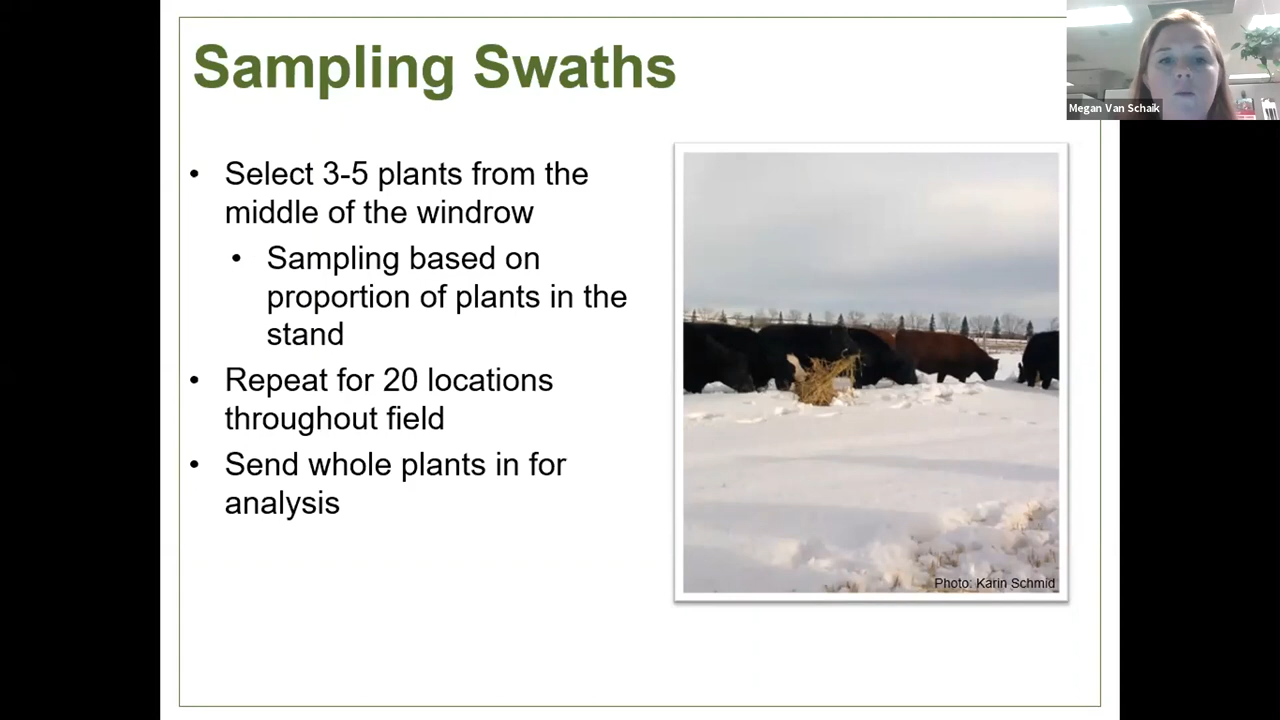 Sampling Swaths
Megan Van Schaik
• Select 3-5 plants from the
middle of the windrow
• Sampling based on
proportion of plants in the
stand
• Repeat for 20 locations
throughout field
• Send whole plants in for
analysis
Photo: Karin Schmid